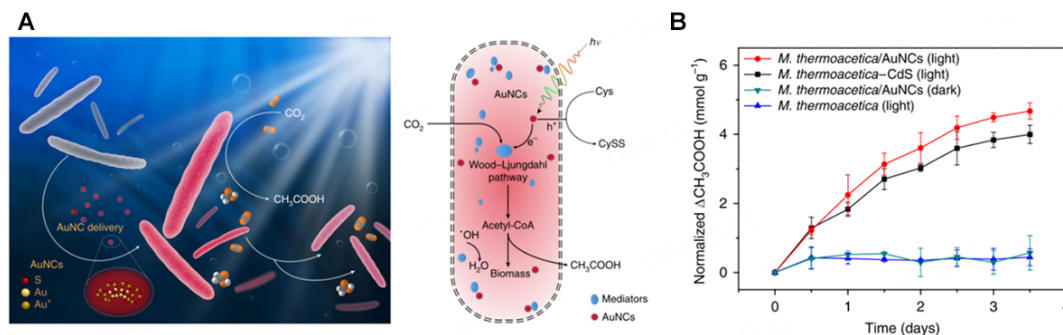 A
CO₂
CH₃COOH
AuNC delivery
AuNCs
S
Au
Au⁺
hν
AuNCs
Cys
h⁺
CO₂
e⁻
CySS
Wood–Ljungdahl
pathway
Acetyl-CoA
·OH
H₂O
CH₃COOH
Biomass
Mediators
AuNCs
B
Normalized ΔCH₃COOH (mmol g⁻¹)
6
4
2
0
M. thermoacetica/AuNCs (light)
M. thermoacetica–CdS (light)
M. thermoacetica/AuNCs (dark)
M. thermoacetica (light)
0
1
2
3
Time (days)